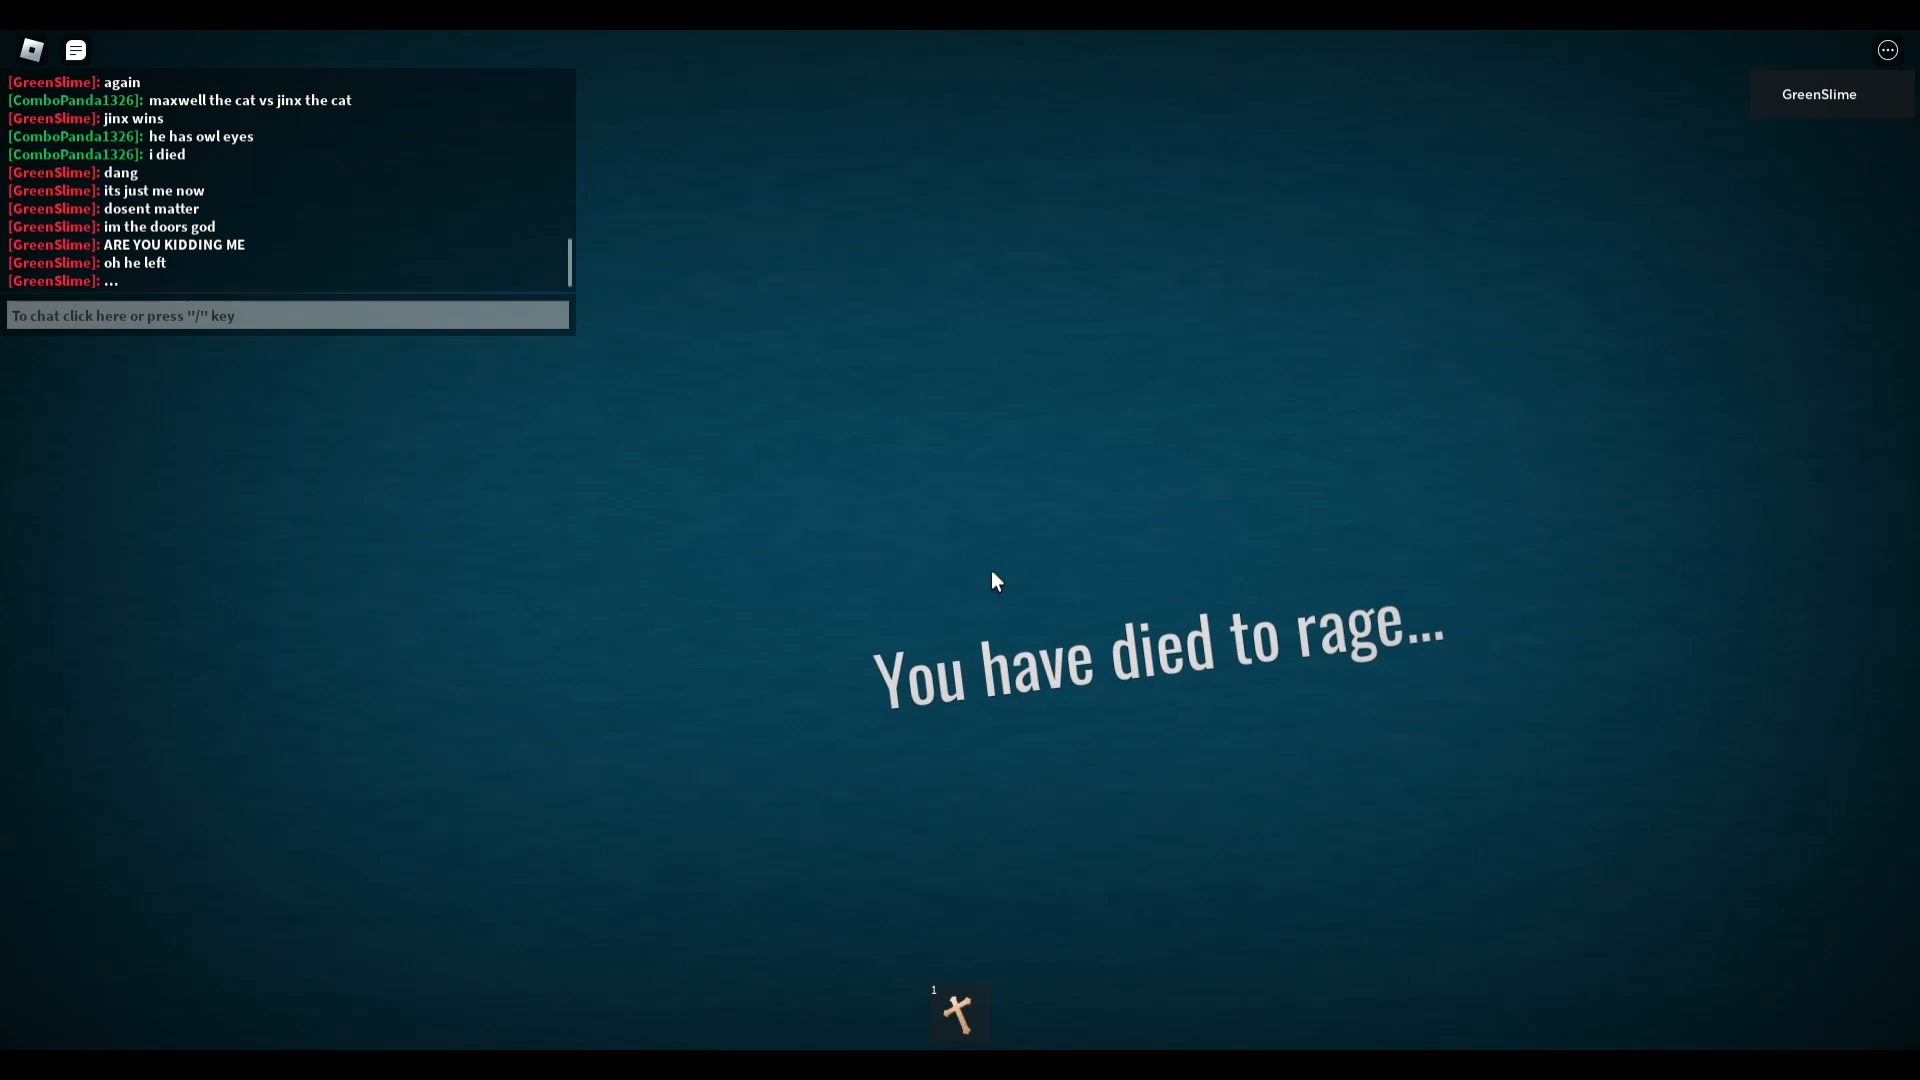 [GreenSlime]: again
[ComboPanda1326]: maxwell the cat vs jinx the cat
[GreenSlime]: jinx wins
[ComboPanda1326]: he has owl eyes
[ComboPanda1326]: i died
[GreenSlime]: dang
[GreenSlime]: its just me now
[GreenSlime]: dosent matter
[GreenSlime]: im the doors god
[GreenSlime]: ARE YOU KIDDING ME
[GreenSlime]: oh he left
[GreenSlime]: ...
To chat click here or press "/" key
GreenSlime
You have died to rage...
1